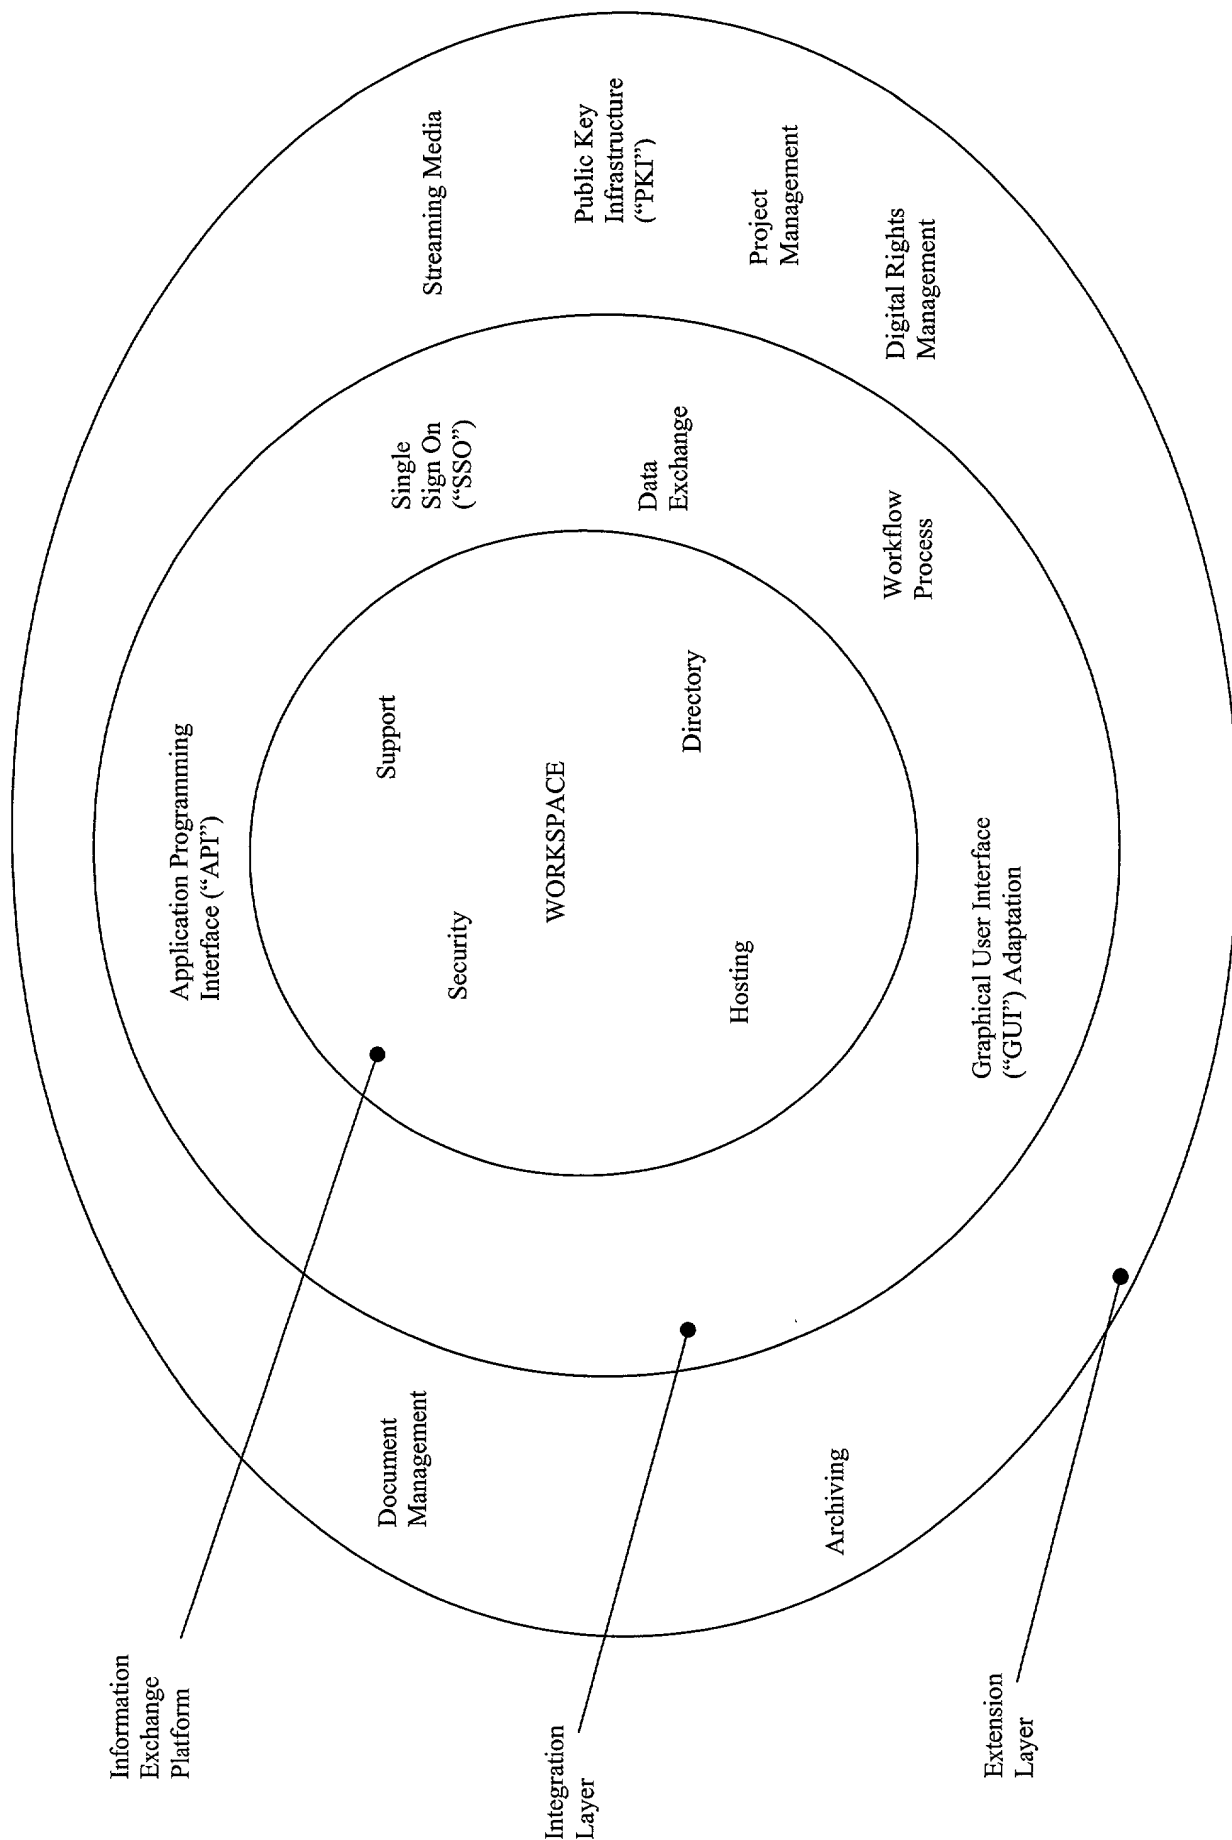 Information
Exchange
Platform
Integration
Layer
Extension
Layer
Document
Management
Archiving
Application Programming
Interface (“API”)
Graphical User Interface
(“GUI”) Adaptation
Security
Support
WORKSPACE
Hosting
Directory
Single
Sign On
(“SSO”)
Data
Exchange
Workflow
Process
Streaming Media
Public Key
Infrastructure
(“PKI”)
Project
Management
Digital Rights
Management